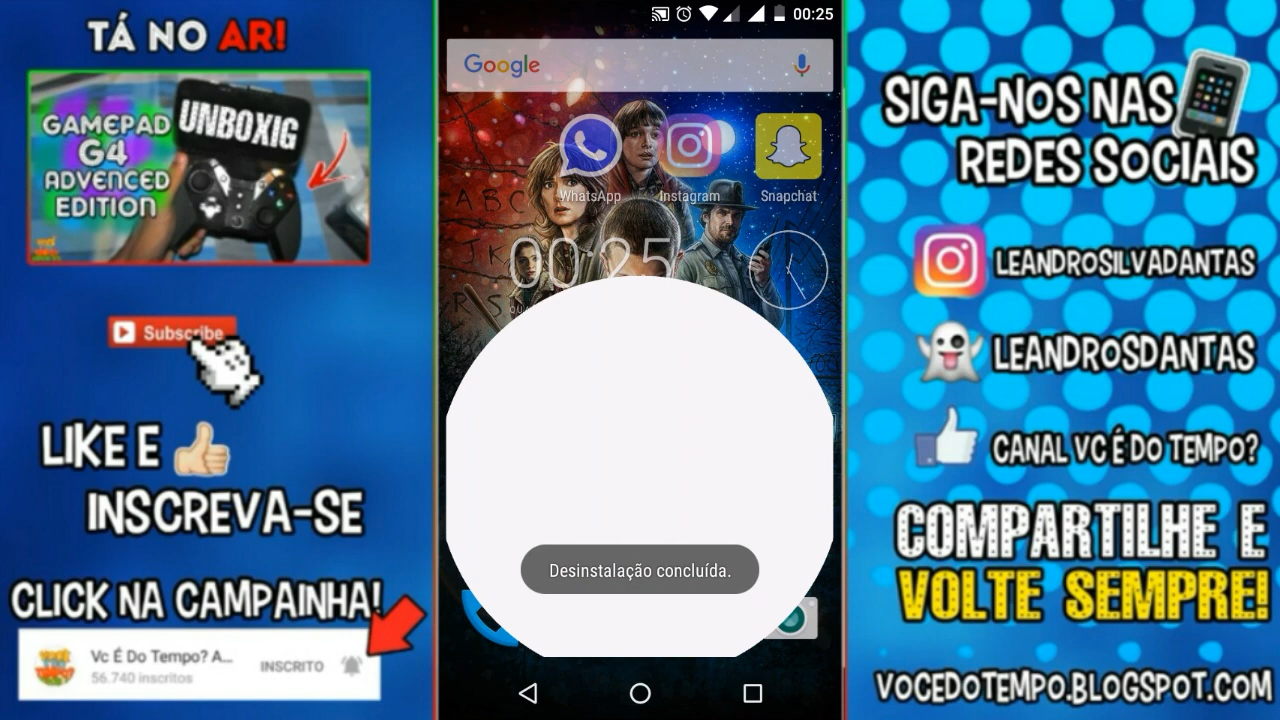 TÁ NO AR!
GAMEPAD
G4
ADVENCED
EDITION
UNBOXIG
Subscribe
LIKE E
INSCREVA-SE
CLICK NA CAMPAINHA!
Vc É Do Tempo? A...
56.740 inscritos
INSCRITO
00:25
Google
WhatsApp
Instagram
Snapchat
00:25
Desinstalação concluída.
SIGA-NOS NAS
REDES SOCIAIS
LEANDROSILVADANTAS
LEANDROSDANTAS
CANAL VC É DO TEMPO?
COMPARTILHE E
VOLTE SEMPRE!
VOCEDOTEMPO.BLOGSPOT.COM